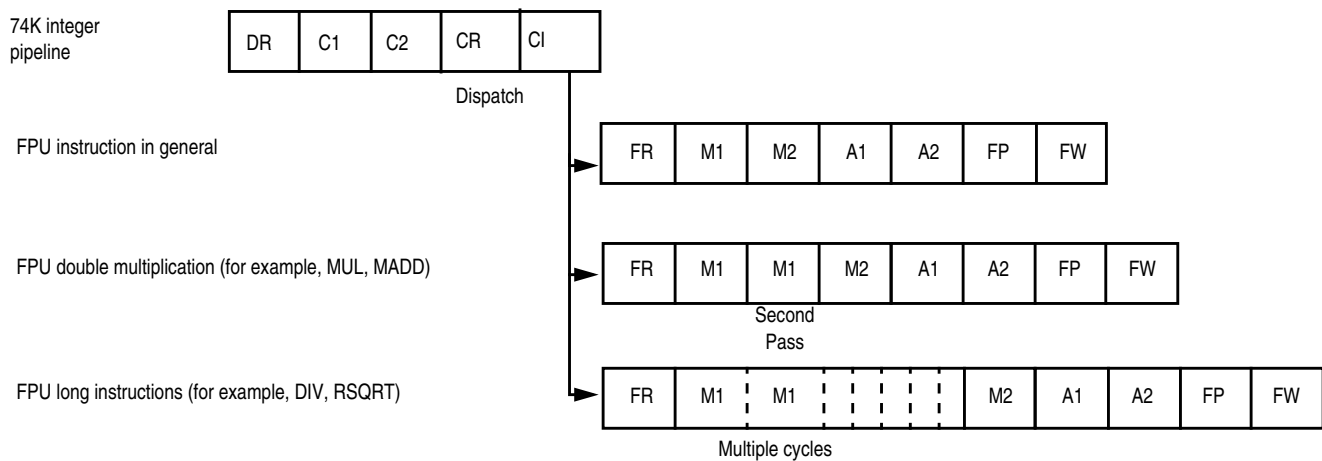 74K integer
pipeline
DR C1 C2 CR CI
Dispatch
FPU instruction in general
FR M1 M2 A1 A2 FP FW
FPU double multiplication (for example, MUL, MADD)
FR M1 M1 M2 A1 A2 FP FW
Second
Pass
FPU long instructions (for example, DIV, RSQRT)
FR M1 M1 M2 A1 A2 FP FW
Multiple cycles